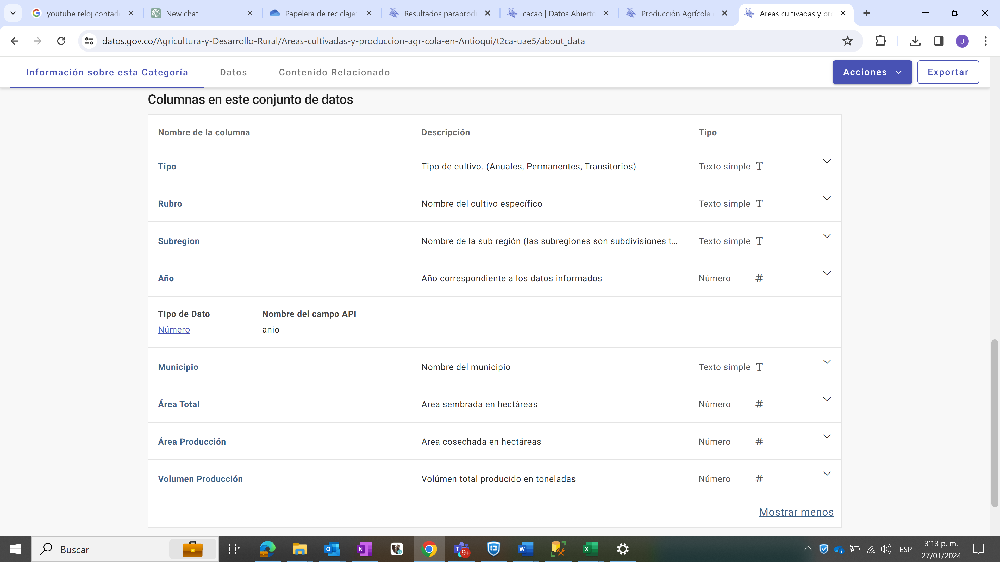 youtube reloj contad
New chat
Papelera de reciclaje:
Resultados paraprodu
cacao | Datos Abierto
Producción Agrícola
Areas cultivadas y pr
datos.gov.co/Agricultura-y-Desarrollo-Rural/Areas-cultivadas-y-produccion-agr-cola-en-Antioqui/t2ca-uae5/about_data
J
Información sobre esta Categoría
Datos
Contenido Relacionado
Acciones
Exportar
Columnas en este conjunto de datos
Nombre de la columna
Descripción
Tipo
Tipo
Tipo de cultivo. (Anuales, Permanentes, Transitorios)
Texto simple
Rubro
Nombre del cultivo específico
Texto simple
Subregion
Nombre de la sub región (las subregiones son subdivisiones t...
Texto simple
Año
Año correspondiente a los datos informados
Número #
Tipo de Dato
Nombre del campo API
Número
anio
Municipio
Nombre del municipio
Texto simple
Área Total
Area sembrada en hectáreas
Número #
Área Producción
Area cosechada en hectáreas
Número #
Volumen Producción
Volúmen total producido en toneladas
Número #
Mostrar menos
Buscar
9+
ESP
3:13 p. m.
27/01/2024